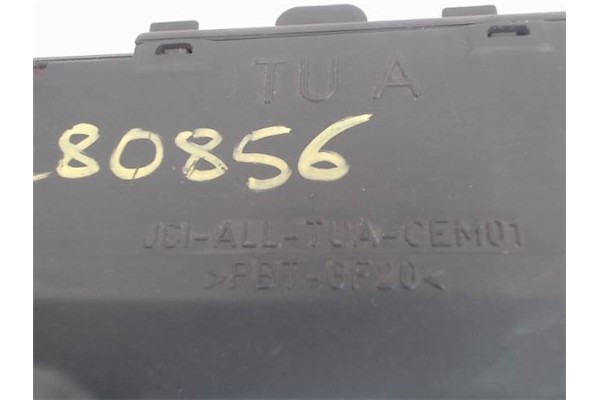 TU A
80856
JCI-ALL-TUA-CEM01
>PBT-GF20<